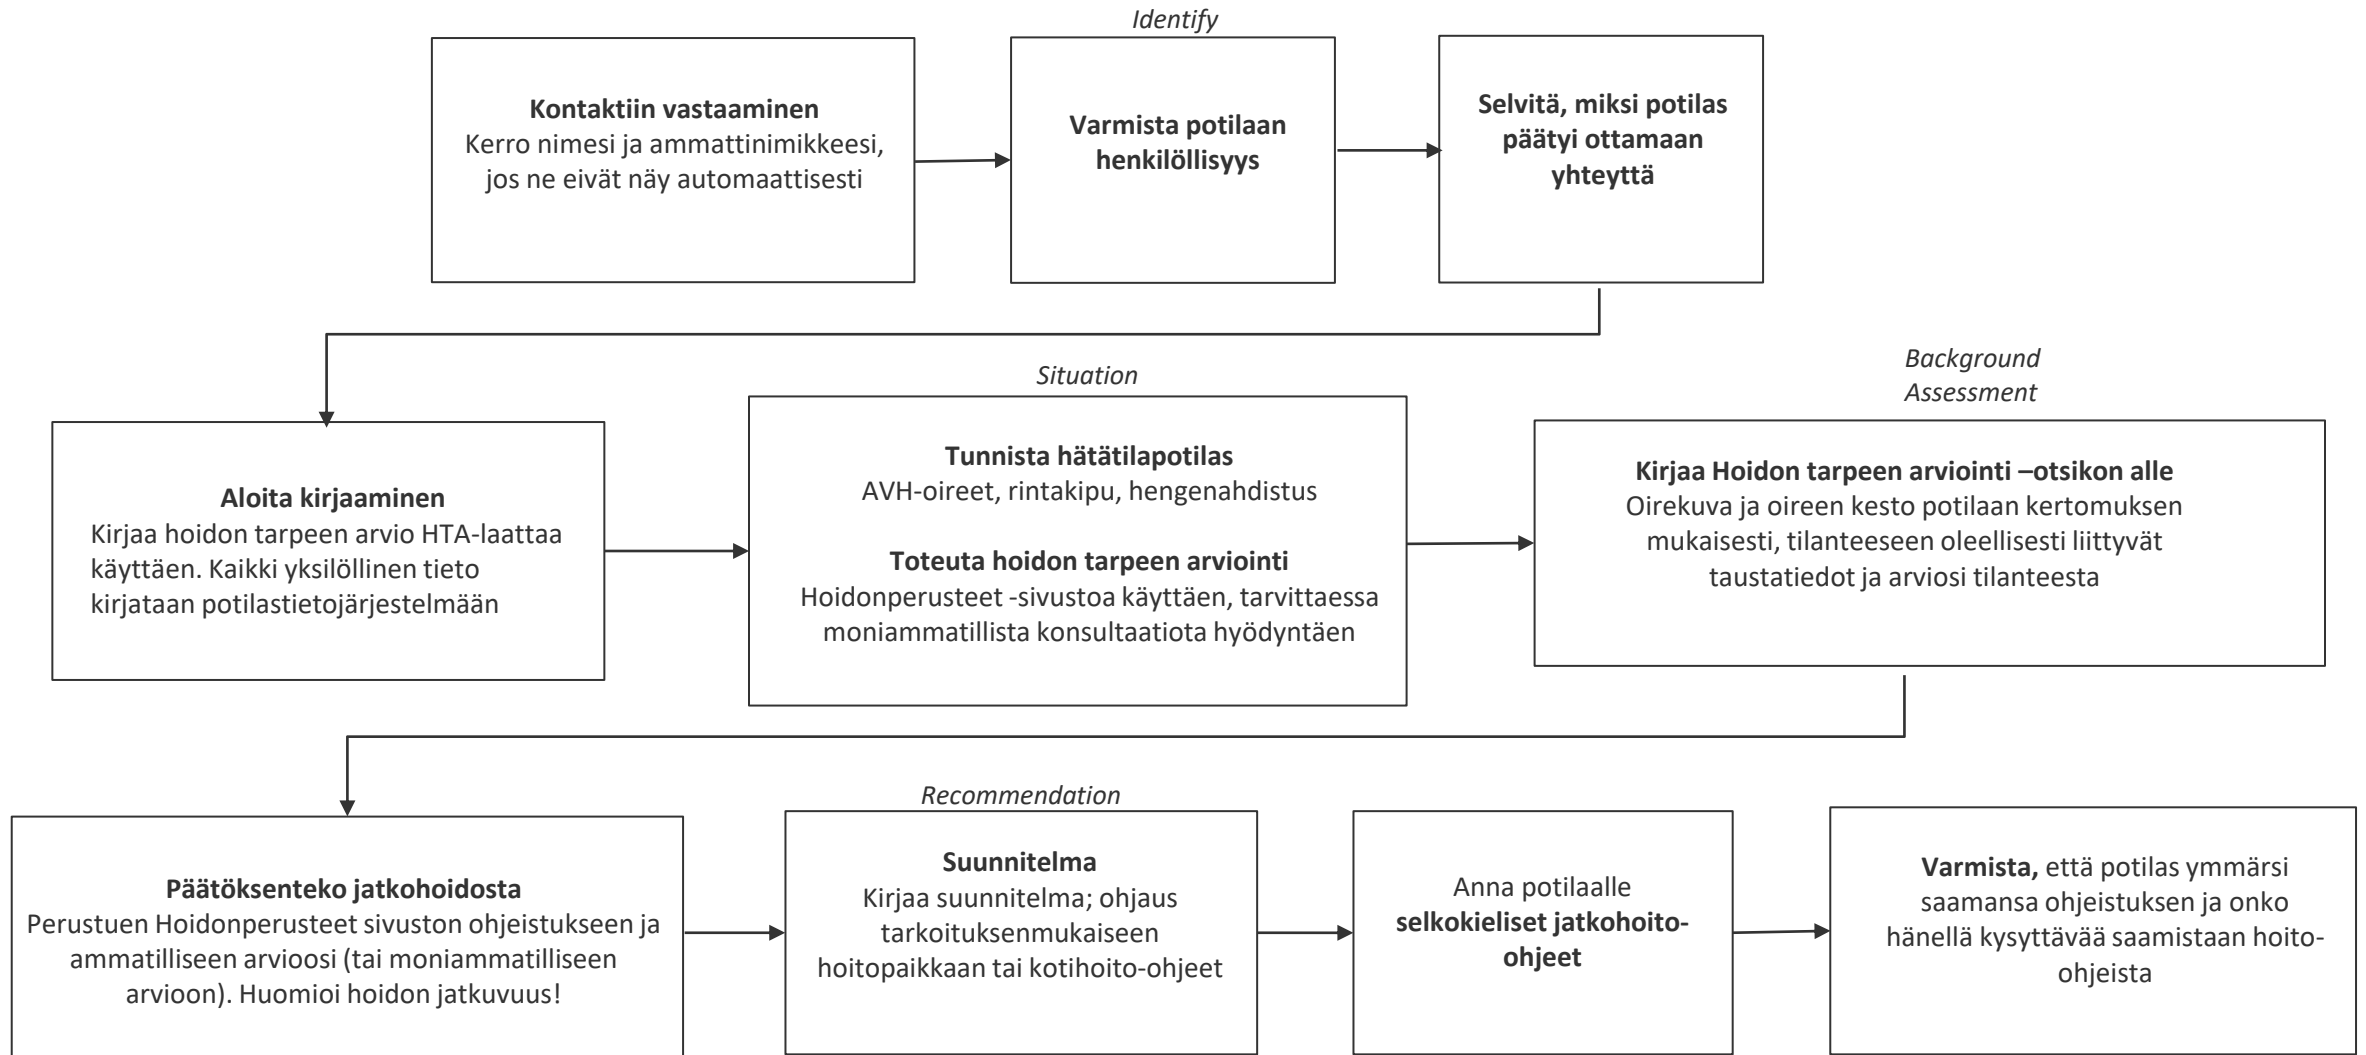 Identify
Kontaktiin vastaaminen
Kerro nimesi ja ammattinimikkeesi,
jos ne eivät näy automaattisesti
Varmista potilaan
henkilöllisyys
Selvitä, miksi potilas
päätyi ottamaan
yhteyttä
Aloita kirjaaminen
Kirjaa hoidon tarpeen arvio HTA-laattaa
käyttäen. Kaikki yksilöllinen tieto
kirjataan potilastietojärjestelmään
Situation
Tunnista hätätilapotilas
AVH-oireet, rintakipu, hengenahdistus
Toteuta hoidon tarpeen arviointi
Hoidonperusteet -sivustoa käyttäen, tarvittaessa
moniammatillista konsultaatiota hyödyntäen
Background
Assessment
Kirjaa Hoidon tarpeen arviointi –otsikon alle
Oirekuva ja oireen kesto potilaan kertomuksen
mukaisesti, tilanteeseen oleellisesti liittyvät
taustatiedot ja arviosi tilanteesta
Päätöksenteko jatkohoidosta
Perustuen Hoidonperusteet sivuston ohjeistukseen ja
ammatilliseen arvioosi (tai moniammatilliseen
arvioon). Huomioi hoidon jatkuvuus!
Recommendation
Suunnitelma
Kirjaa suunnitelma; ohjaus
tarkoituksenmukaiseen
hoitopaikkaan tai kotihoito-ohjeet
Anna potilaalle
selkokieliset jatkohoito-
ohjeet
Varmista, että potilas ymmärsi
saamansa ohjeistuksen ja onko
hänellä kysyttävää saamistaan hoito-
ohjeista